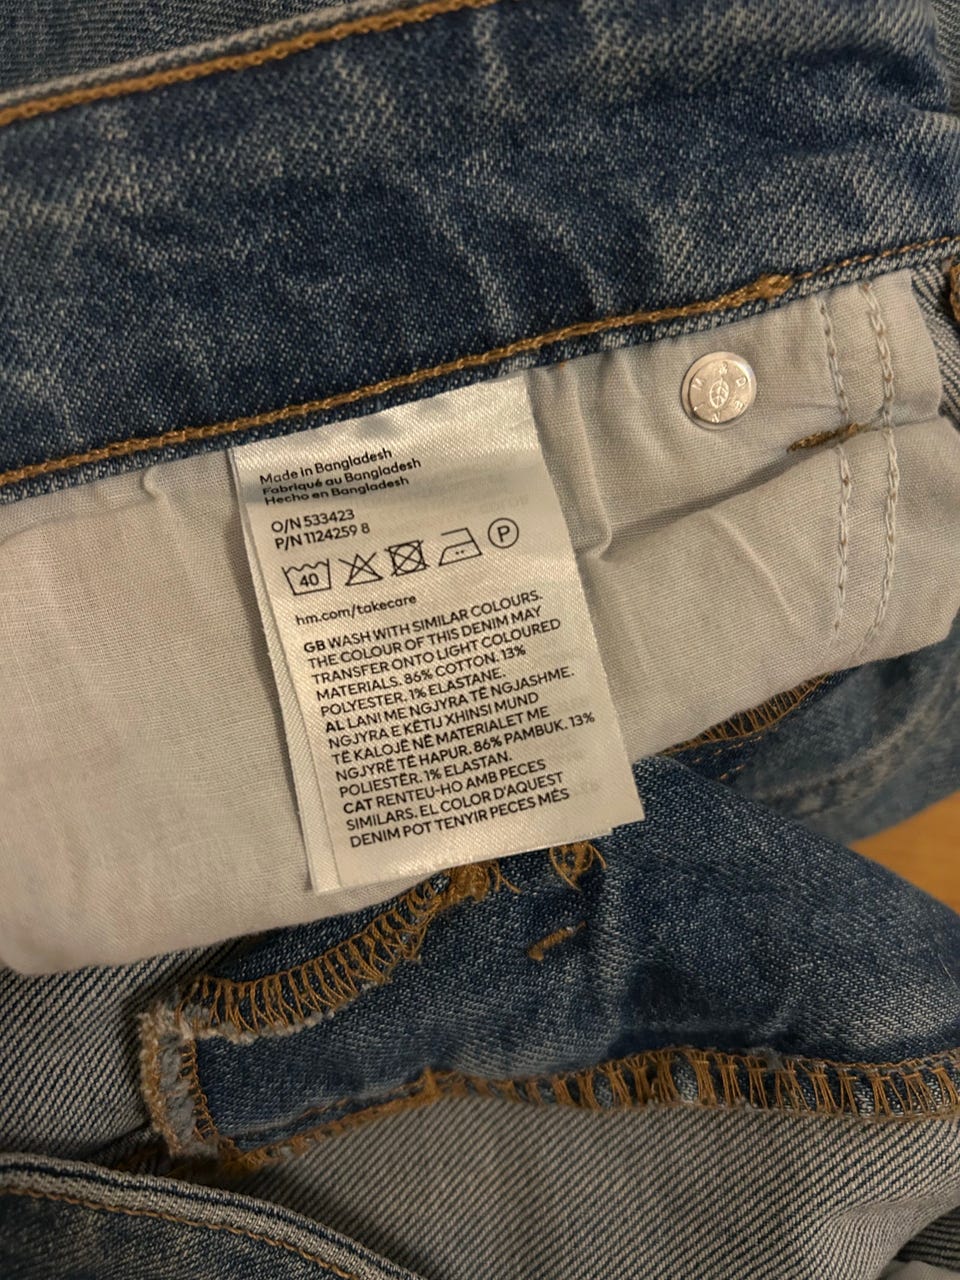 Made in Bangladesh
Fabriqué au Bangladesh
Hecho en Bangladesh
O/N 533423
P/N 1124259 8
40
P
hm.com/takecare
GB WASH WITH SIMILAR COLOURS.
THE COLOUR OF THIS DENIM MAY
TRANSFER ONTO LIGHT COLOURED
MATERIALS. 86% COTTON. 13%
POLYESTER. 1% ELASTANE.
AL LANI ME NGJYRA TË NGJASHME.
NGJYRA E KËTIJ XHINSI MUND
TË KALOJË NË MATERIALET ME
NGJYRË TË HAPUR. 86% PAMBUK. 13%
POLIESTËR. 1% ELASTAN.
CAT RENTEU-HO AMB PECES
SIMILARS. EL COLOR D'AQUEST
DENIM POT TENYIR PECES MÉS